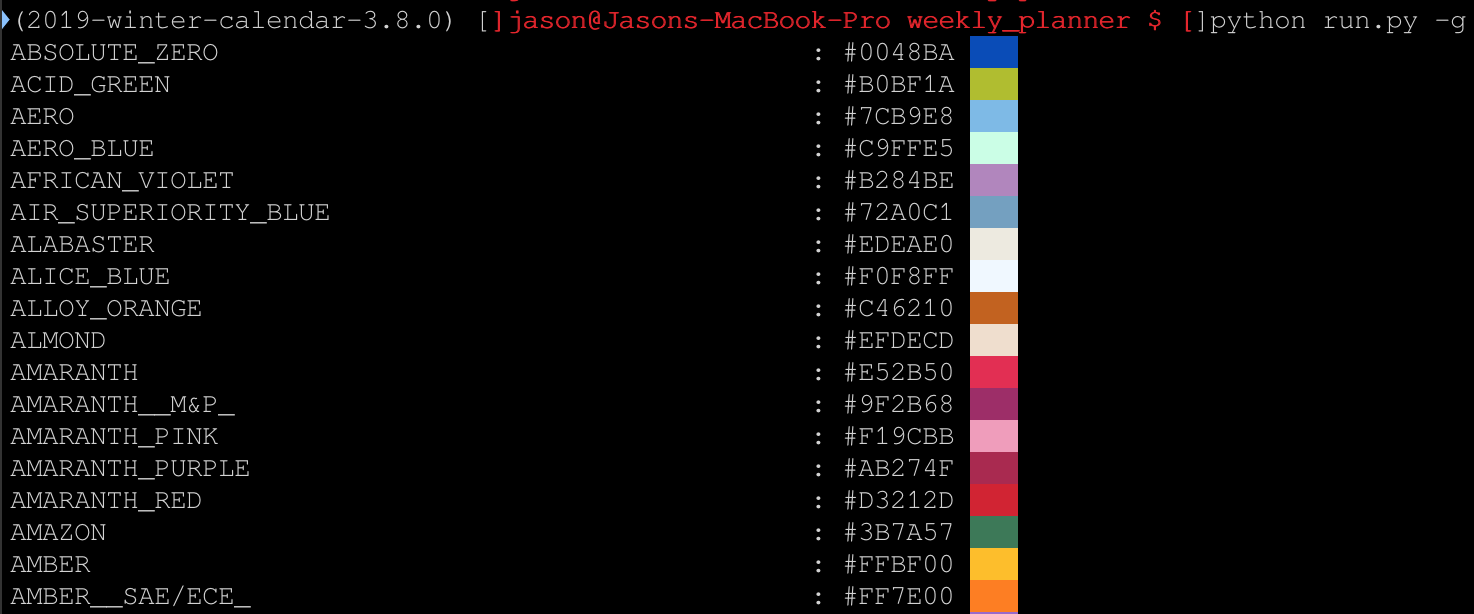 (2019-winter-calendar-3.8.0) []jason@Jasons-MacBook-Pro weekly_planner $ []python run.py -g
ABSOLUTE_ZERO : #0048BA
ACID_GREEN : #B0BF1A
AERO : #7CB9E8
AERO_BLUE : #C9FFE5
AFRICAN_VIOLET : #B284BE
AIR_SUPERIORITY_BLUE : #72A0C1
ALABASTER : #EDEAE0
ALICE_BLUE : #F0F8FF
ALLOY_ORANGE : #C46210
ALMOND : #EFDECD
AMARANTH : #E52B50
AMARANTH__M&P_ : #9F2B68
AMARANTH_PINK : #F19CBB
AMARANTH_PURPLE : #AB274F
AMARANTH_RED : #D3212D
AMAZON : #3B7A57
AMBER : #FFBF00
AMBER__SAE/ECE_ : #FF7E00